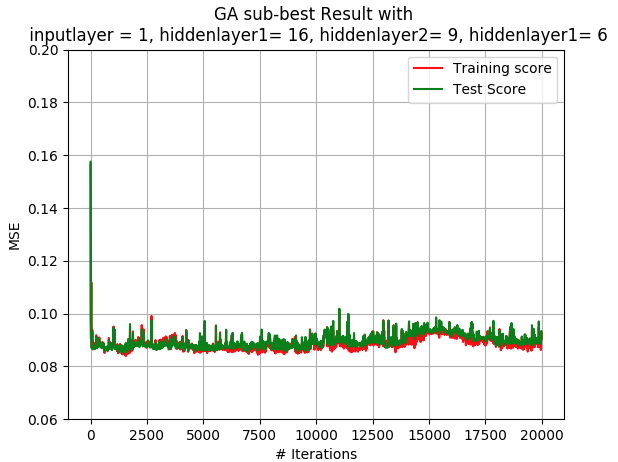 GA sub-best Result with
inputlayer = 1, hiddenlayer1= 16, hiddenlayer2= 9, hiddenlayer1= 6
0.20
Training score
Test Score
0.18
0.16
0.14
MSE
0.12
0.10
0.08
0.06
0 2500 5000 7500 10000 12500 15000 17500 20000
# Iterations